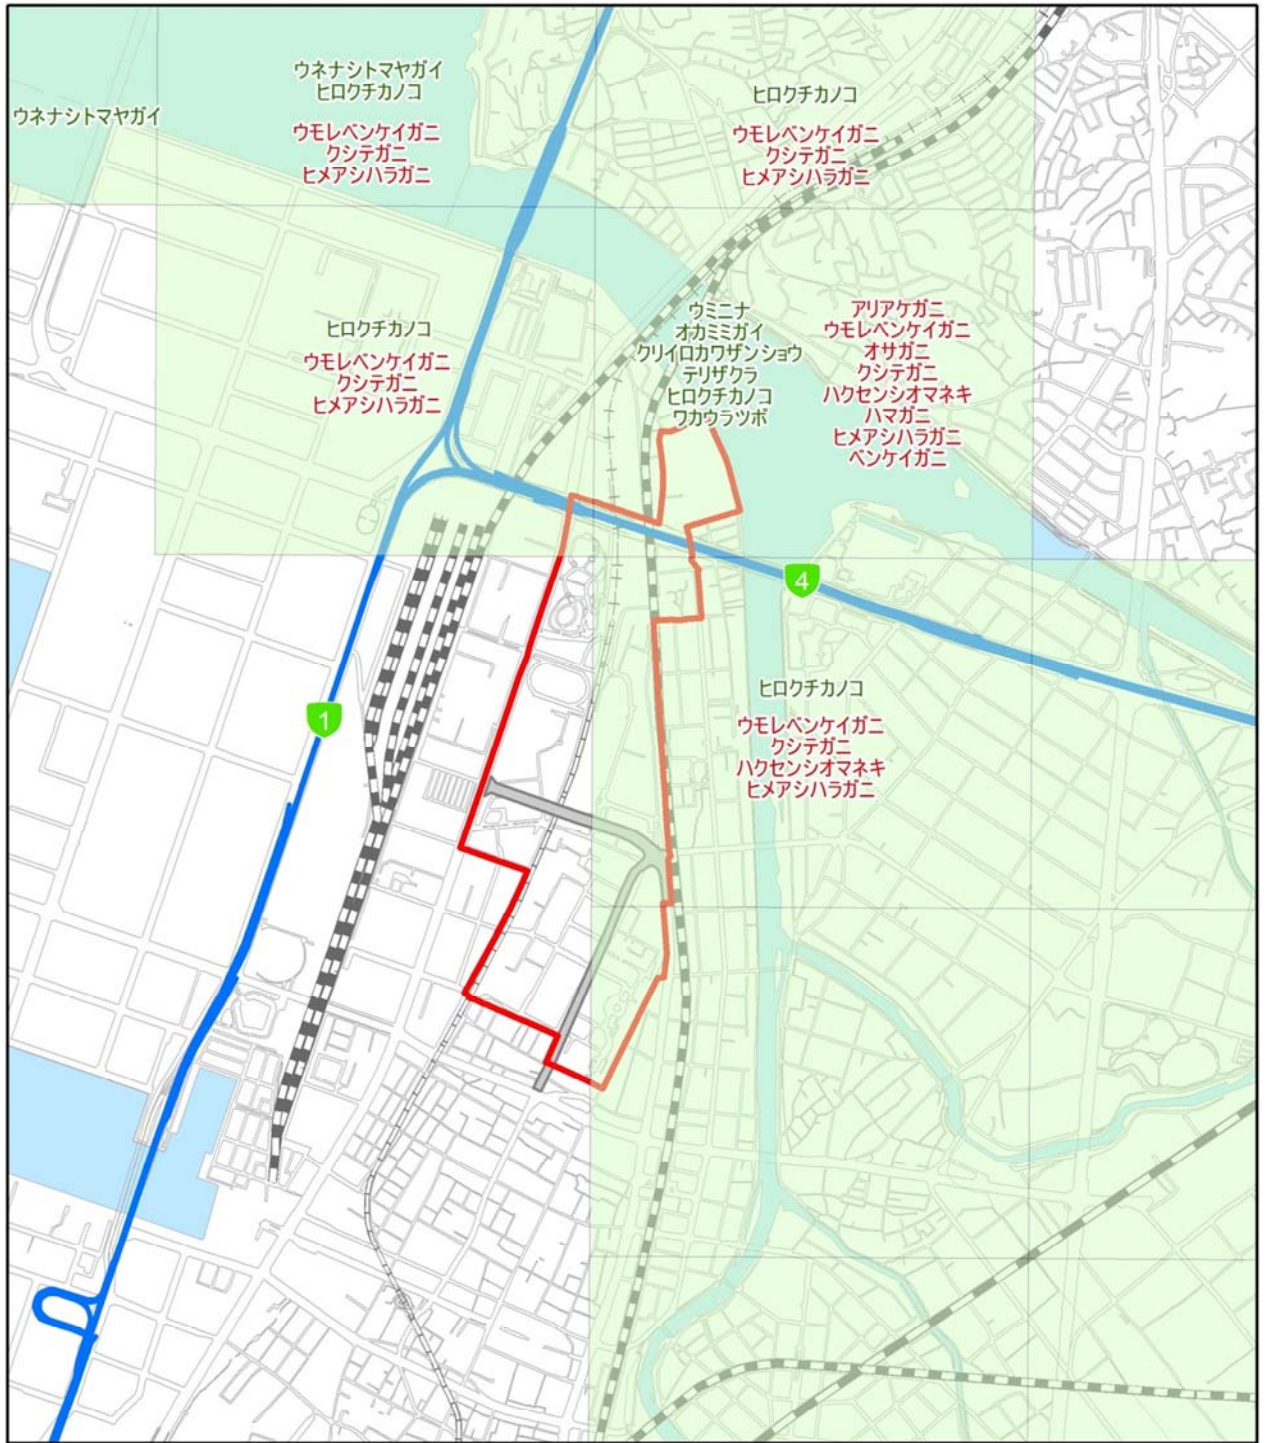 ウネナシトマヤガイ
ウネナシトマヤガイ
ヒロクチカノコ
ウモレベンケイガニ
クシテガニ
ヒメアシハラガニ
ヒロクチカノコ
ウモレベンケイガニ
クシテガニ
ヒメアシハラガニ
ヒロクチカノコ
ウモレベンケイガニ
クシテガニ
ヒメアシハラガニ
ウミニナ
オカミミガイ
クリイロカワザンショウ
テリザクラ
ヒロクチカノコ
ワカウラツボ
アリアケガニ
ウモレベンケイガニ
オサガニ
クシテガニ
ハクセンシオマネキ
ハマガニ
ヒメアシハラガニ
ベンケイガニ
4
1
ヒロクチカノコ
ウモレベンケイガニ
クシテガニ
ハクセンシオマネキ
ヒメアシハラガニ